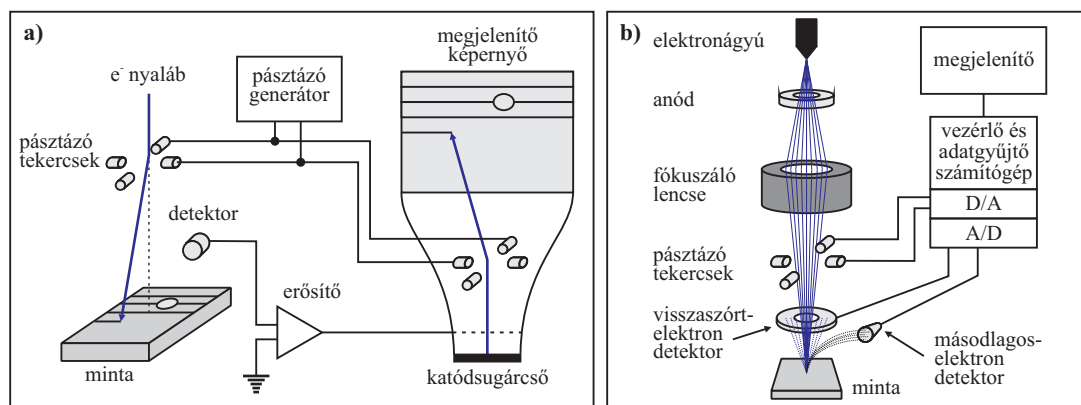 a)
megjelenítő
képernyő
e⁻ nyaláb
pásztázó
generátor
pásztázó
tekercsek
detektor
erősítő
minta
katódsugárcső
b)
elektronágyú
megjelenítő
anód
vezérlő és
adatgyűjtő
számítógép
fókuszáló
lencse
D/A
A/D
pásztázó
tekercsek
visszaszórt-
elektron
detektor
másodlagos-
elektron
detektor
minta